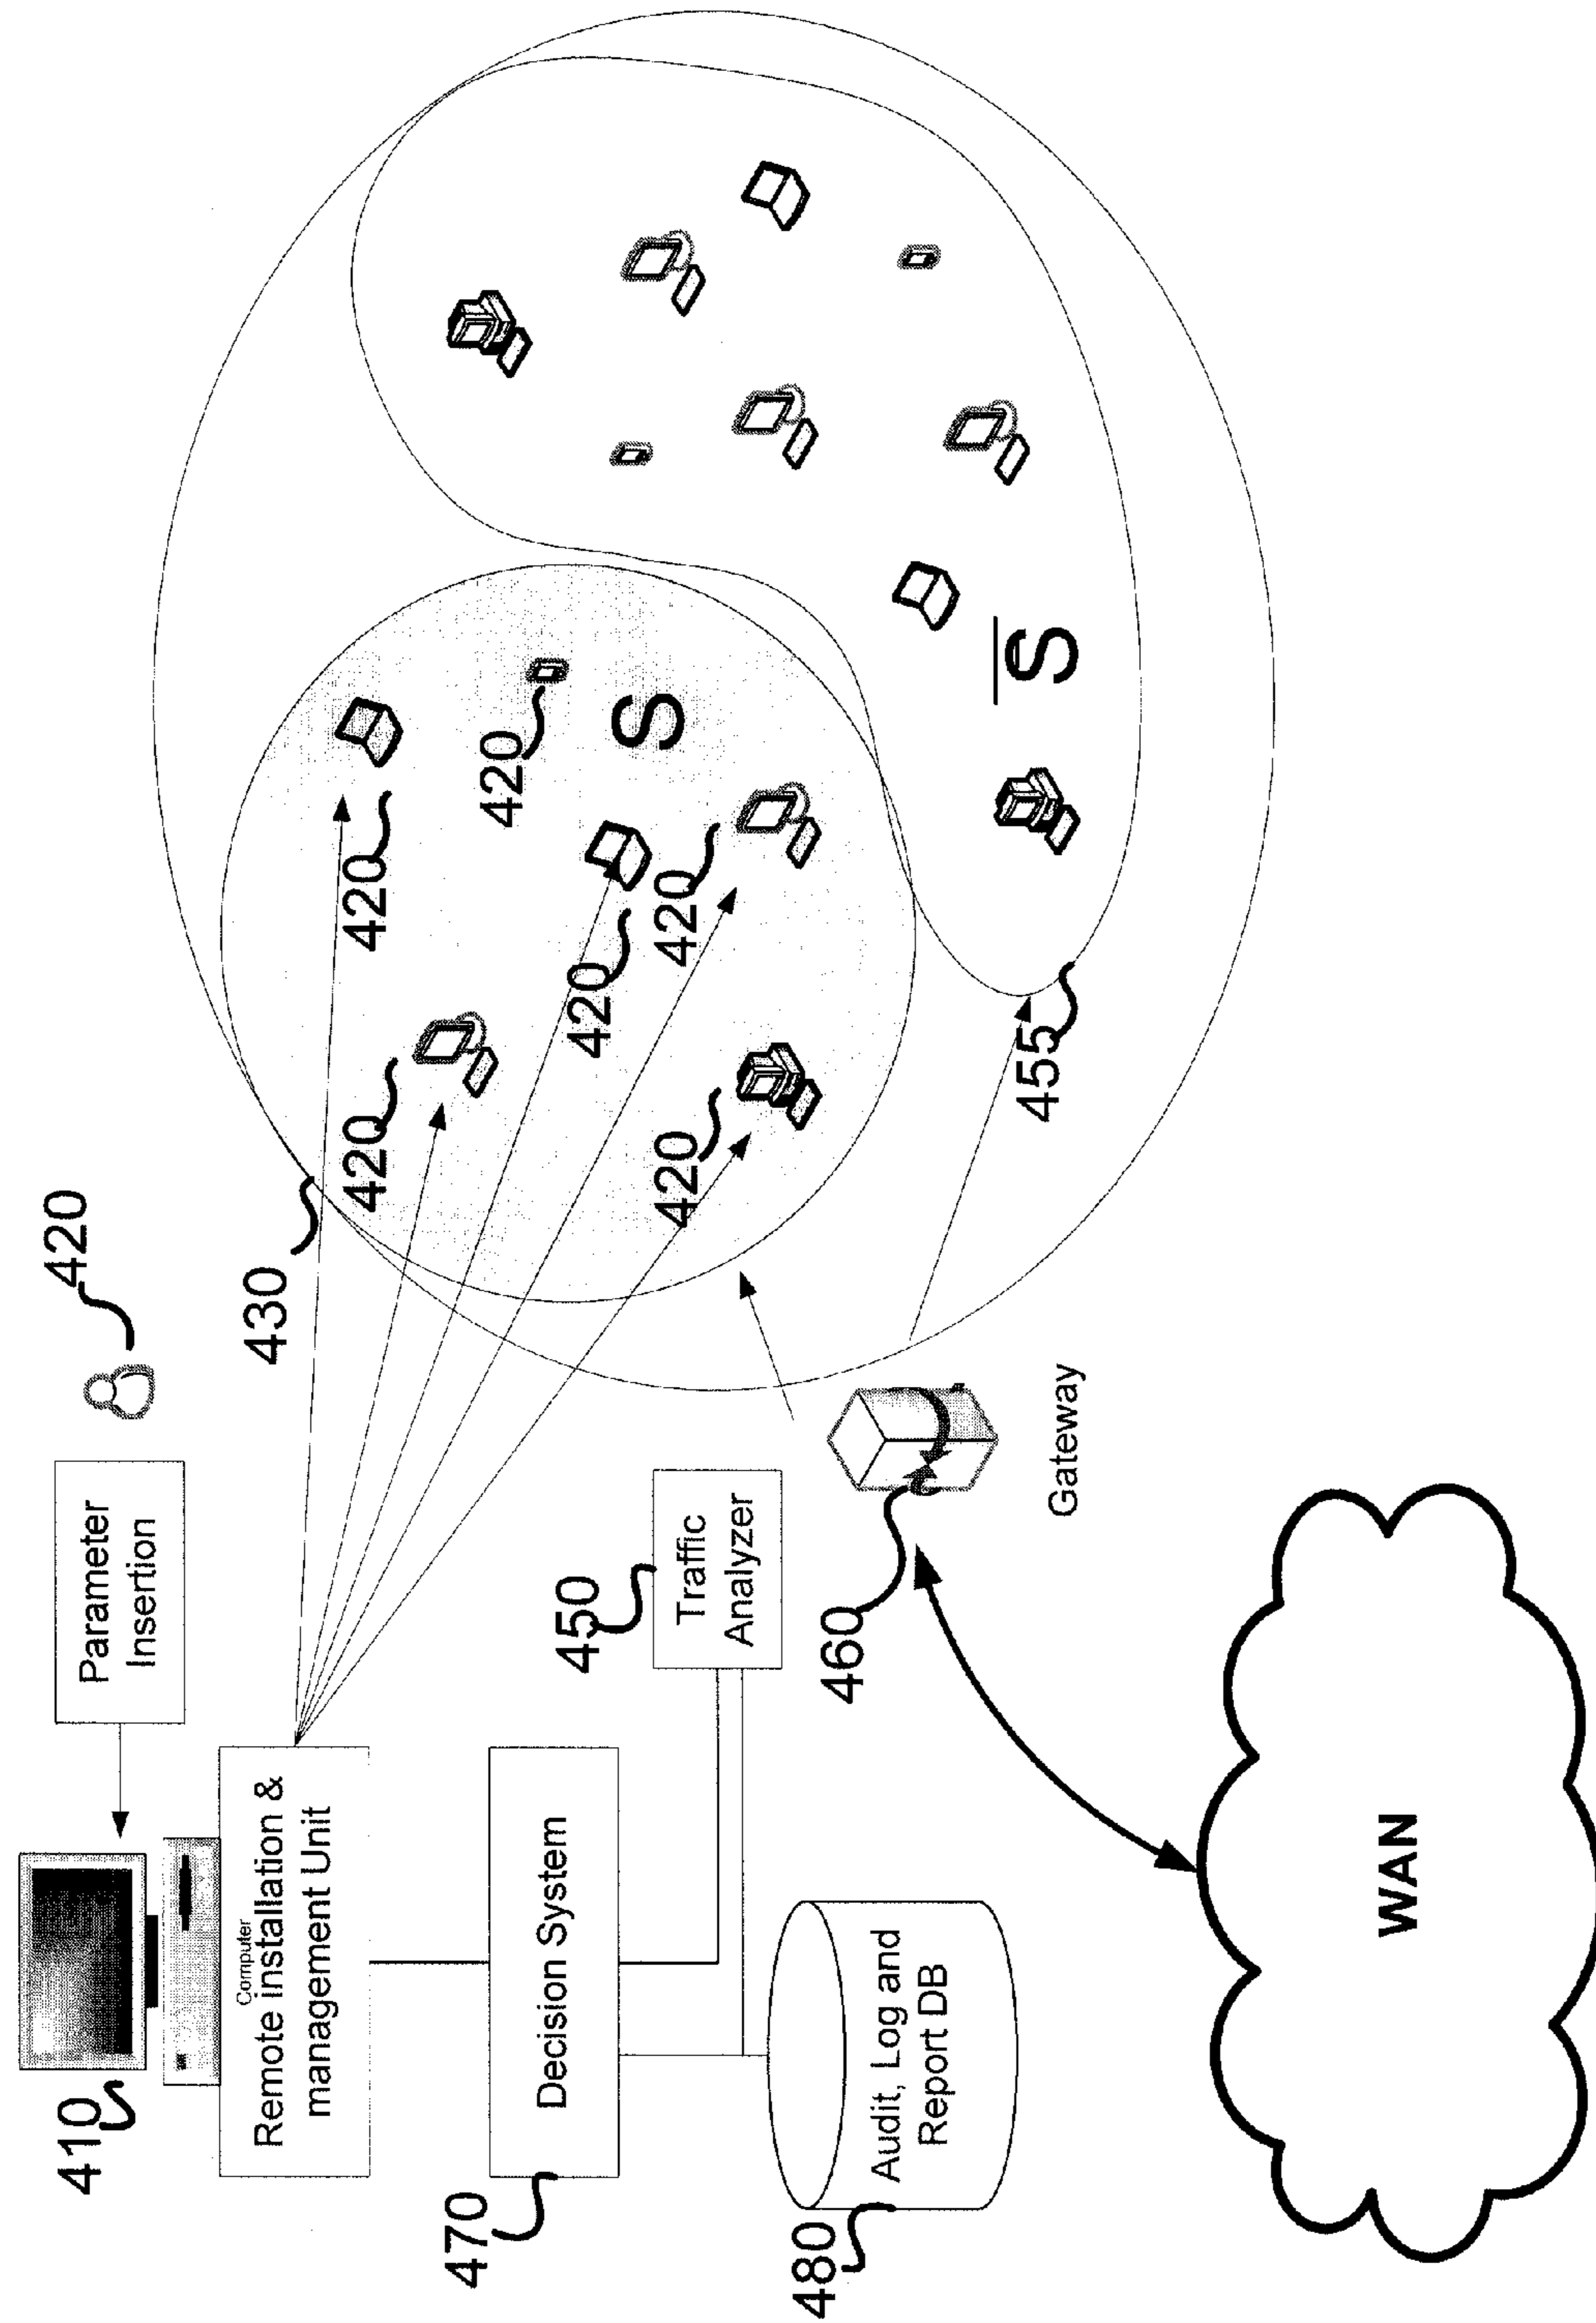 410
Parameter
Insertion
420
Computer
Remote installation &
management Unit
430
420
420
420
S
420
420
420
470
Decision System
450
Traffic
Analyzer
480
Audit, Log and
Report DB
460
Gateway
455
S̅
WAN